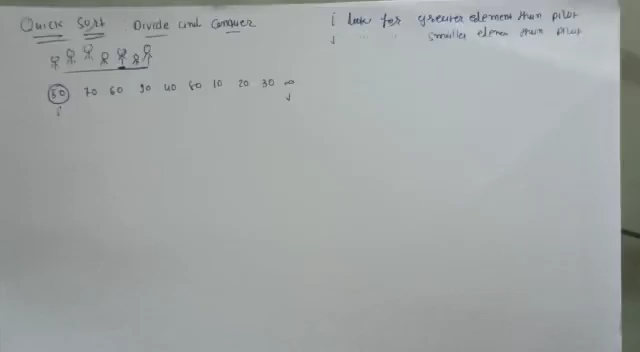 Quick Sort Divide and Conquer
i look for greater element than pivot
j " " smaller elemen than pivot
50 70 60 90 40 80 10 20 30 ∞
i j